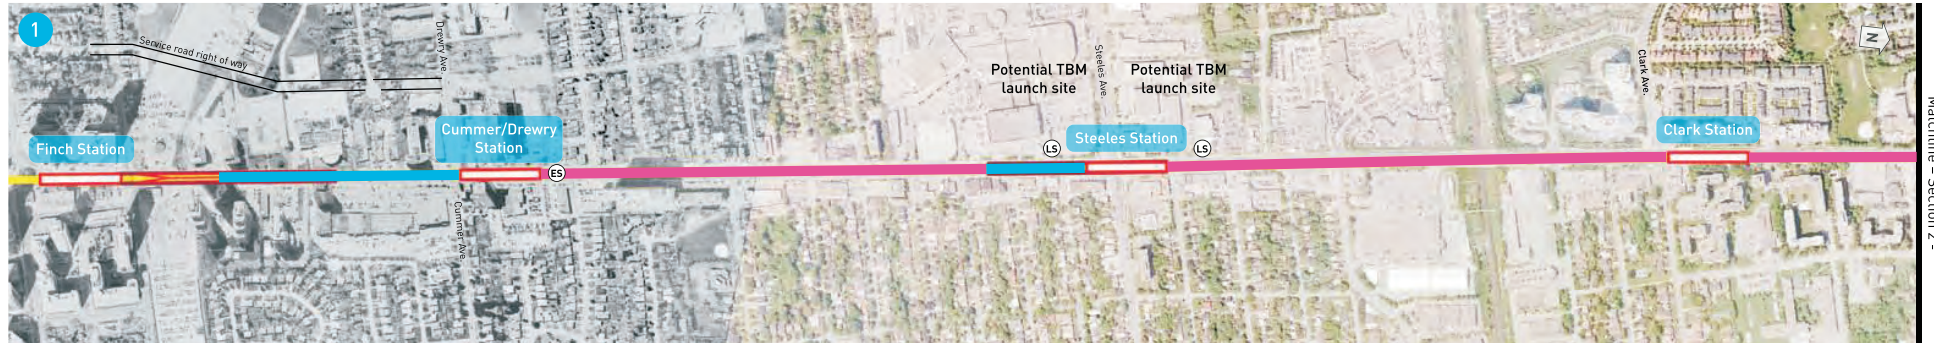 1
Service road right of way
Drewry Ave.
Finch Station
Cummer/Drewry
Station
Cummer Ave.
ES
Potential TBM
launch site
Steeles Ave.
Potential TBM
launch site
LS
Steeles Station
LS
Clark Ave.
Clark Station
N
Matchline – Section 2 –